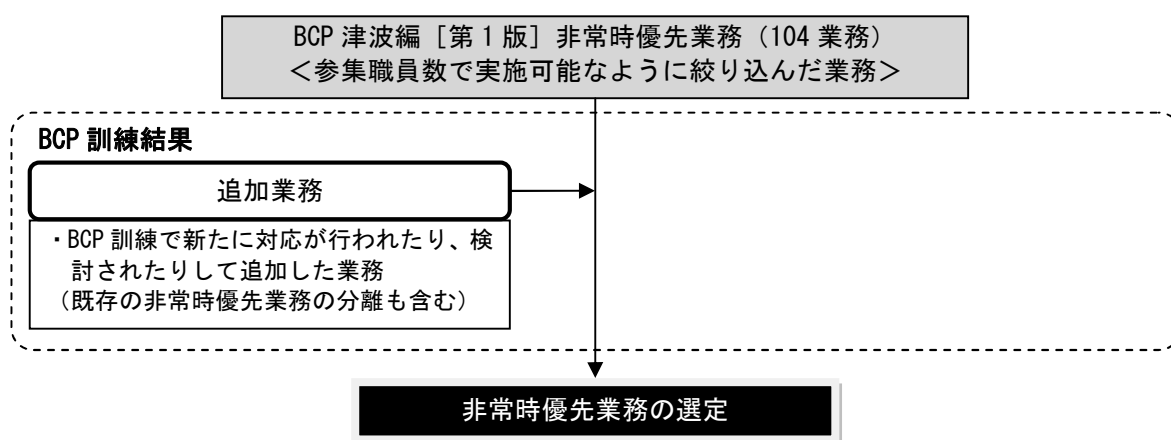 BCP 津波編［第 1 版］非常時優先業務（104 業務）
＜参集職員数で実施可能なように絞り込んだ業務＞
BCP 訓練結果
追加業務
・BCP 訓練で新たに対応が行われたり、検
討されたりして追加した業務
（既存の非常時優先業務の分離も含む）
非常時優先業務の選定